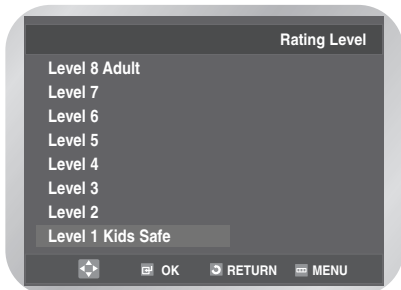 Rating Level
Level 8 Adult
Level 7
Level 6
Level 5
Level 4
Level 3
Level 2
Level 1 Kids Safe
OK RETURN MENU